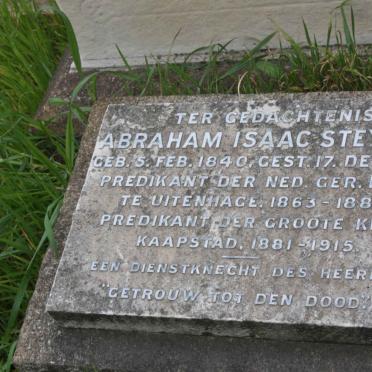 TER GEDACHTENIS
ABRAHAM ISAAC
GEB. 5. FEB. 1840, GEST. 17. DE
PREDIKANT DER NED. GER.
TE UITENHAGE, 1863-188
PREDIKANT DER GROOTE K
KAAPSTAD, 1881-1915.
EEN DIENSTKNECHT DES HEER
"GETROUW TOT DEN DOOD"